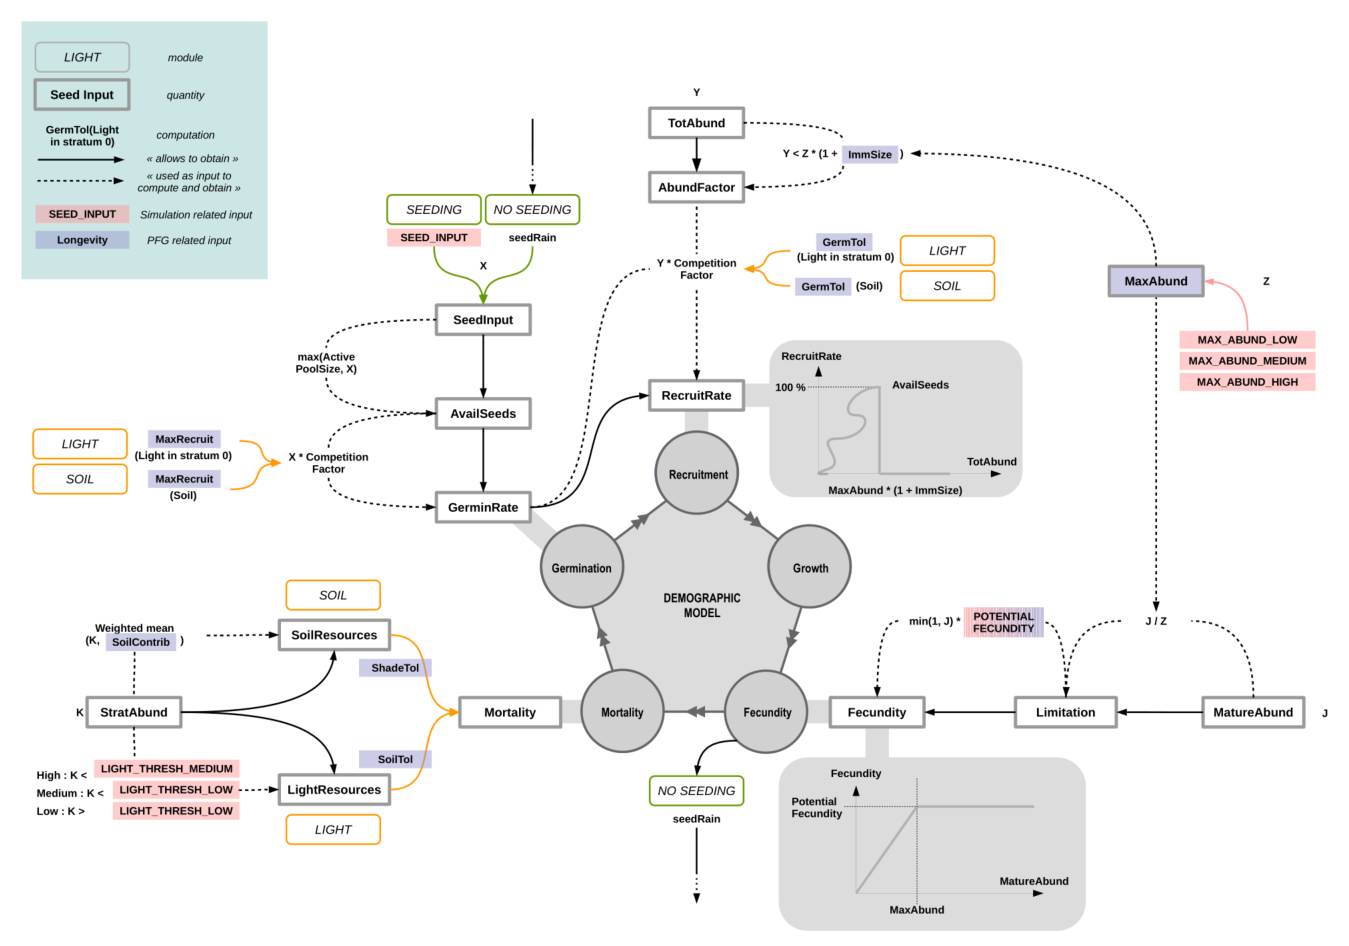 LIGHT
module
Seed Input
quantity
GermTol(Light
in stratum 0)
computation
« allows to obtain »
« used as input to
compute and obtain »
SEED_INPUT
Simulation related input
Longevity
PFG related input
Y
TotAbund
Y < Z * (1 + ImmSize )
AbundFactor
SEEDING
NO SEEDING
SEED_INPUT
seedRain
X
SeedInput
max(Active
PoolSize, X)
AvailSeeds
Y * Competition
Factor
GermTol
(Light in stratum 0)
LIGHT
GermTol (Soil)
SOIL
MaxAbund
Z
MAX_ABUND_LOW
MAX_ABUND_MEDIUM
MAX_ABUND_HIGH
RecruitRate
RecruitRate
100 %
AvailSeeds
TotAbund
MaxAbund * (1 + ImmSize)
LIGHT
MaxRecruit
(Light in stratum 0)
SOIL
MaxRecruit
(Soil)
X * Competition
Factor
GerminRate
Recruitment
Germination
Growth
DEMOGRAPHIC
MODEL
Mortality
Fecundity
SOIL
Weighted mean
(K, SoilContrib )
SoilResources
ShadeTol
K
StratAbund
Mortality
SoilTol
High : K < LIGHT_THRESH_MEDIUM
Medium : K < LIGHT_THRESH_LOW
Low : K > LIGHT_THRESH_LOW
LightResources
LIGHT
min(1, J) * POTENTIAL
FECUNDITY
J / Z
Fecundity
Limitation
MatureAbund
J
NO SEEDING
seedRain
Fecundity
Potential
Fecundity
MatureAbund
MaxAbund